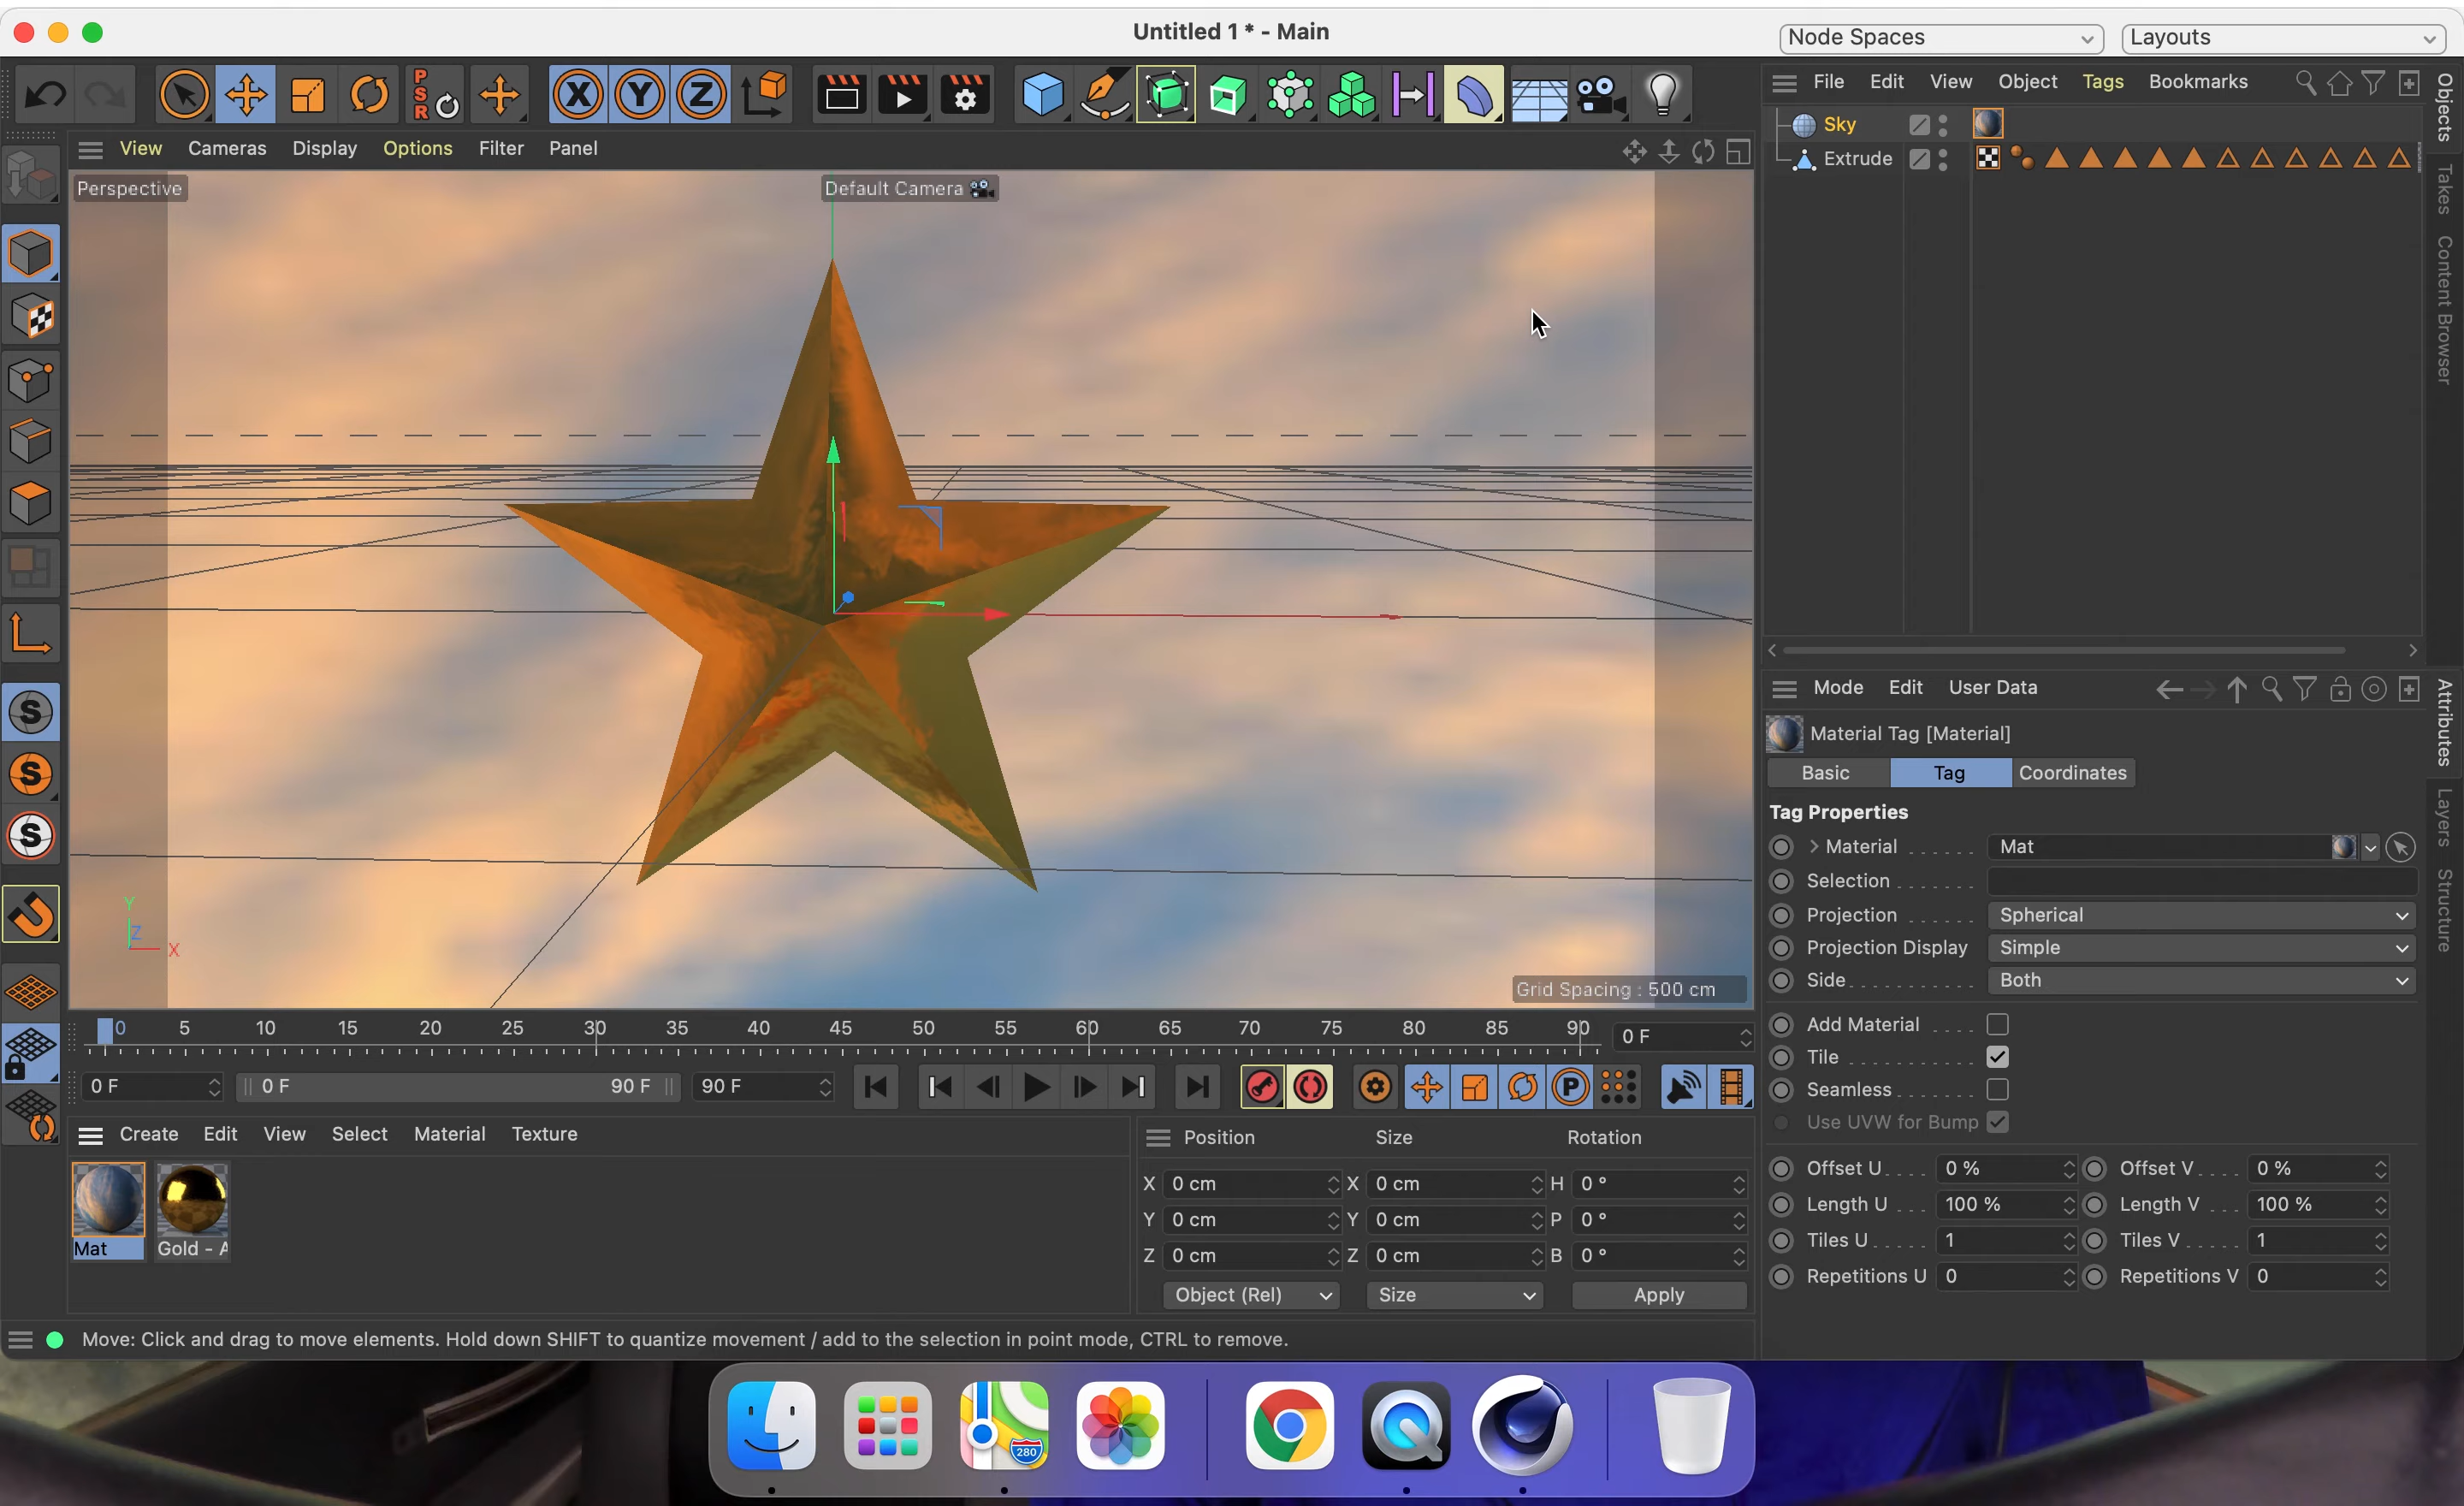 Untitled 1 * - Main
Node Spaces
Layouts
File Edit View Object Tags Bookmarks
Sky
Extrude
Objects
Takes
Content Browser
PSR
X Y Z
View Cameras Display Options Filter Panel
Perspective
Default Camera
Y
Z
X
Grid Spacing : 500 cm
S
S
S
0 5 10 15 20 25 30 35 40 45 50 55 60 65 70 75 80 85 90
0 F
0 F
0 F
90 F
90 F
P
Create Edit View Select Material Texture
Mat
Gold - A
Position Size Rotation
X 0 cm X 0 cm H 0 °
Y 0 cm Y 0 cm P 0 °
Z 0 cm Z 0 cm B 0 °
Object (Rel) Size Apply
Move: Click and drag to move elements. Hold down SHIFT to quantize movement / add to the selection in point mode, CTRL to remove.
Mode Edit User Data
Material Tag [Material]
Basic Tag Coordinates
Tag Properties
Material . . . . . . Mat
Selection . . . . . . .
Projection . . . . . . Spherical
Projection Display Simple
Side . . . . . . . . . . Both
Add Material . . . .
Tile . . . . . . . . . . .
Seamless . . . . . . .
Use UVW for Bump
Offset U . . . . 0 % Offset V . . . . 0 %
Length U . . . 100 % Length V . . . 100 %
Tiles U . . . . . 1 Tiles V . . . . . 1
Repetitions U 0 Repetitions V 0
Attributes
Layers
Structure
280